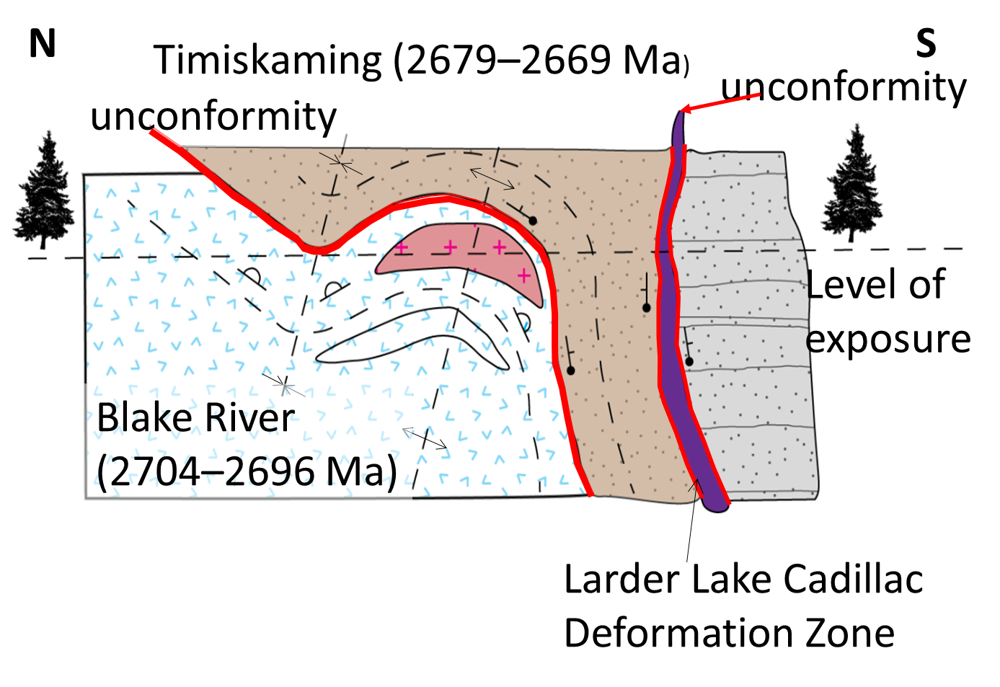 N
S
Timiskaming (2679–2669 Ma)
unconformity
unconformity
Level of
exposure
Blake River
(2704–2696 Ma)
Larder Lake Cadillac
Deformation Zone